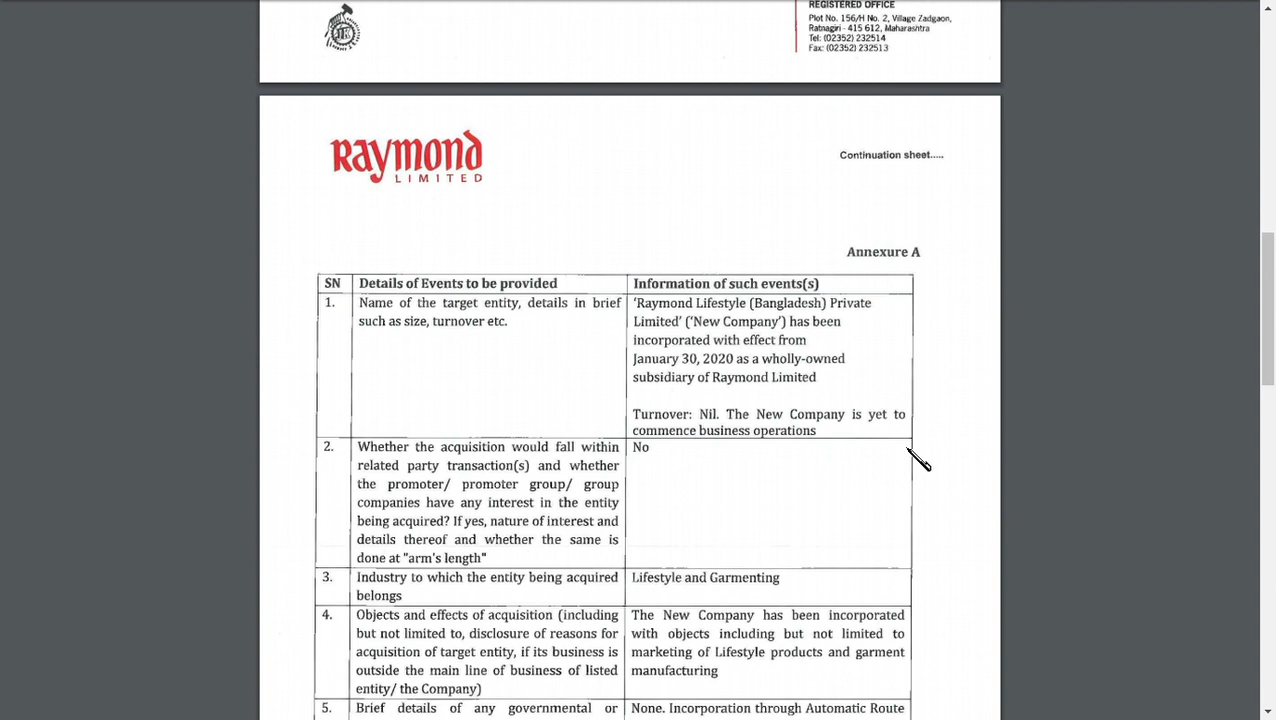 REGISTERED OFFICE
Plot No. 156/H No. 2, Village Zadgaon,
Ratnagiri - 415 612, Maharashtra
Tel: (02352) 232514
Fax: (02352) 232513
JK
Raymond
LIMITED
Continuation sheet.....
Annexure A
SN Details of Events to be provided Information of such events(s)
1. Name of the target entity, details in brief
such as size, turnover etc.
‘Raymond Lifestyle (Bangladesh) Private
Limited’ (‘New Company’) has been
incorporated with effect from
January 30, 2020 as a wholly-owned
subsidiary of Raymond Limited
Turnover: Nil. The New Company is yet to
commence business operations
2. Whether the acquisition would fall within
related party transaction(s) and whether
the promoter/ promoter group/ group
companies have any interest in the entity
being acquired? If yes, nature of interest and
details thereof and whether the same is
done at "arm's length"
No
3. Industry to which the entity being acquired
belongs
Lifestyle and Garmenting
4. Objects and effects of acquisition (including
but not limited to, disclosure of reasons for
acquisition of target entity, if its business is
outside the main line of business of listed
entity/ the Company)
The New Company has been incorporated
with objects including but not limited to
marketing of Lifestyle products and garment
manufacturing
5. Brief details of any governmental or
None. Incorporation through Automatic Route